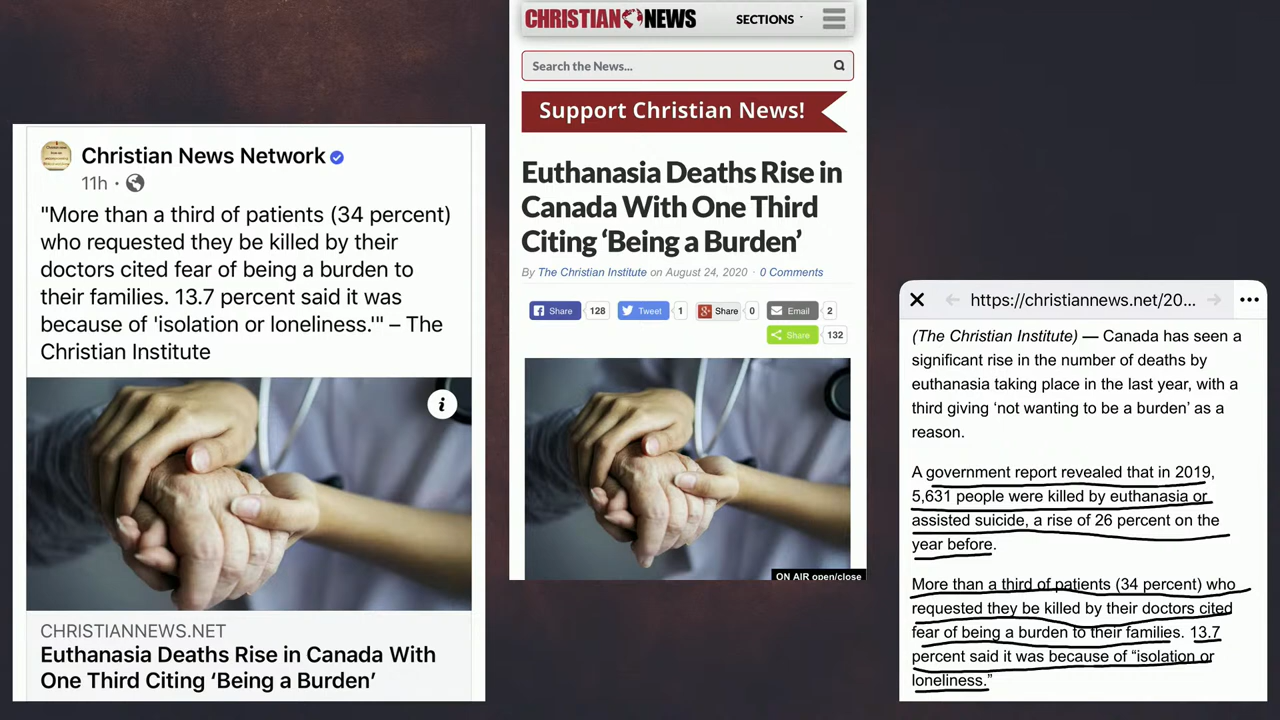 Christian News Network
11h ·
"More than a third of patients (34 percent)
who requested they be killed by their
doctors cited fear of being a burden to
their families. 13.7 percent said it was
because of 'isolation or loneliness.'" – The
Christian Institute
i
CHRISTIANNEWS.NET
Euthanasia Deaths Rise in Canada With
One Third Citing ‘Being a Burden’
CHRISTIAN NEWS
SECTIONS
Search the News...
Support Christian News!
Euthanasia Deaths Rise in
Canada With One Third
Citing ‘Being a Burden’
By The Christian Institute on August 24, 2020 · 0 Comments
Share 128 Tweet 1 Share 0 Email 2
Share 132
ON AIR open/close
https://christiannews.net/20...
(The Christian Institute) — Canada has seen a
significant rise in the number of deaths by
euthanasia taking place in the last year, with a
third giving ‘not wanting to be a burden’ as a
reason.
A government report revealed that in 2019,
5,631 people were killed by euthanasia or
assisted suicide, a rise of 26 percent on the
year before.
More than a third of patients (34 percent) who
requested they be killed by their doctors cited
fear of being a burden to their families. 13.7
percent said it was because of “isolation or
loneliness.”